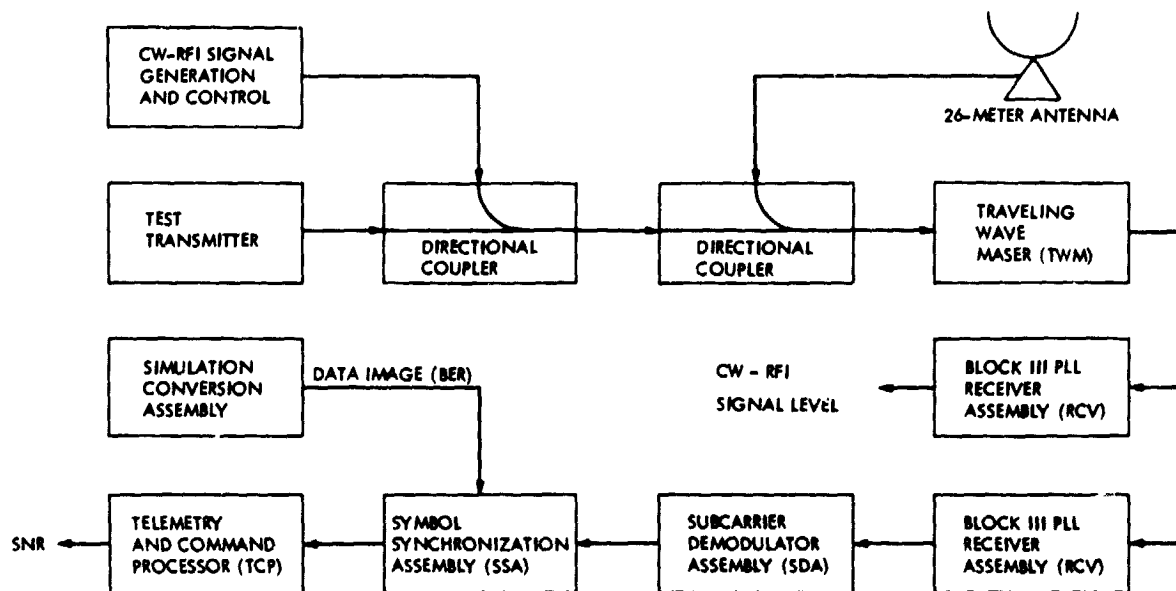 CW-RFI SIGNAL
GENERATION
AND CONTROL
26-METER ANTENNA
TEST
TRANSMITTER
DIRECTIONAL
COUPLER
DIRECTIONAL
COUPLER
TRAVELING
WAVE
MASER (TWM)
SIMULATION
CONVERSION
ASSEMBLY
DATA IMAGE (BER)
CW - RFI
SIGNAL LEVEL
BLOCK III PLL
RECEIVER
ASSEMBLY (RCV)
SNR
TELEMETRY
AND COMMAND
PROCESSOR (TCP)
SYMBOL
SYNCHRONIZATION
ASSEMBLY (SSA)
SUBCARRIER
DEMODULATOR
ASSEMBLY (SDA)
BLOCK III PLL
RECEIVER
ASSEMBLY (RCV)